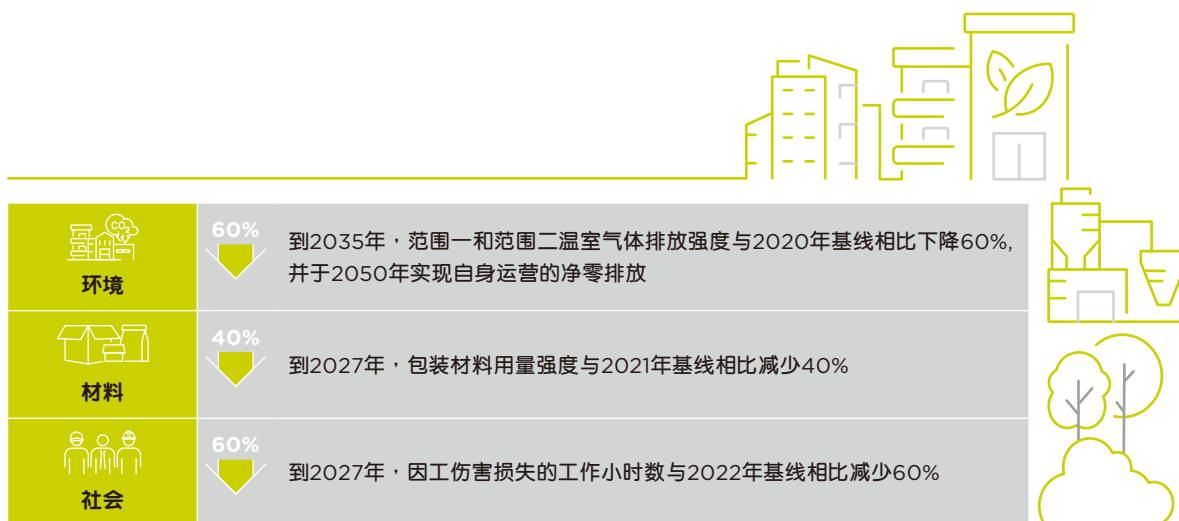 CO₂
环境
60%
到2035年，范围一和范围二温室气体排放强度与2020年基线相比下降60%,
并于2050年实现自身运营的净零排放
材料
40%
到2027年，包装材料用量强度与2021年基线相比减少40%
社会
60%
到2027年，因工伤害损失的工作小时数与2022年基线相比减少60%